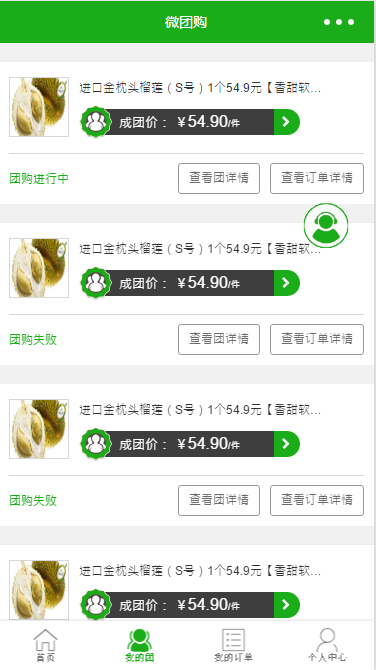 微团购
进口金枕头榴莲（S号）1个54.9元【香甜软...
成团价：￥54.90/件
团购进行中 查看团详情 查看订单详情
进口金枕头榴莲（S号）1个54.9元【香甜软...
成团价：￥54.90/件
团购失败 查看团详情 查看订单详情
进口金枕头榴莲（S号）1个54.9元【香甜软...
成团价：￥54.90/件
团购失败 查看团详情 查看订单详情
进口金枕头榴莲（S号）1个54.9元【香甜软...
成团价：￥54.90/件
首页 我的团 我的订单 个人中心